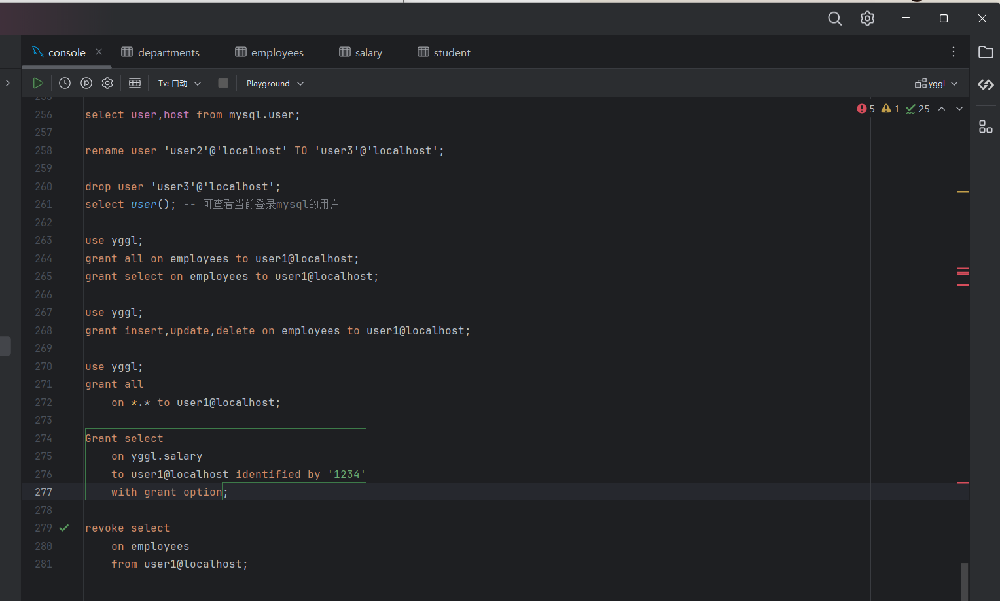 console
departments
employees
salary
student
Tx: 自动
Playground
yggl
5 1 25
256 select user,host from mysql.user;
257
258 rename user 'user2'@'localhost' TO 'user3'@'localhost';
259
260 drop user 'user3'@'localhost';
261 select user(); -- 可查看当前登录mysql的用户
262
263 use yggl;
264 grant all on employees to user1@localhost;
265 grant select on employees to user1@localhost;
266
267 use yggl;
268 grant insert,update,delete on employees to user1@localhost;
269
270 use yggl;
271 grant all
272 on *.* to user1@localhost;
273
274 Grant select
275 on yggl.salary
276 to user1@localhost identified by '1234'
277 with grant option;
278
279 revoke select
280 on employees
281 from user1@localhost;